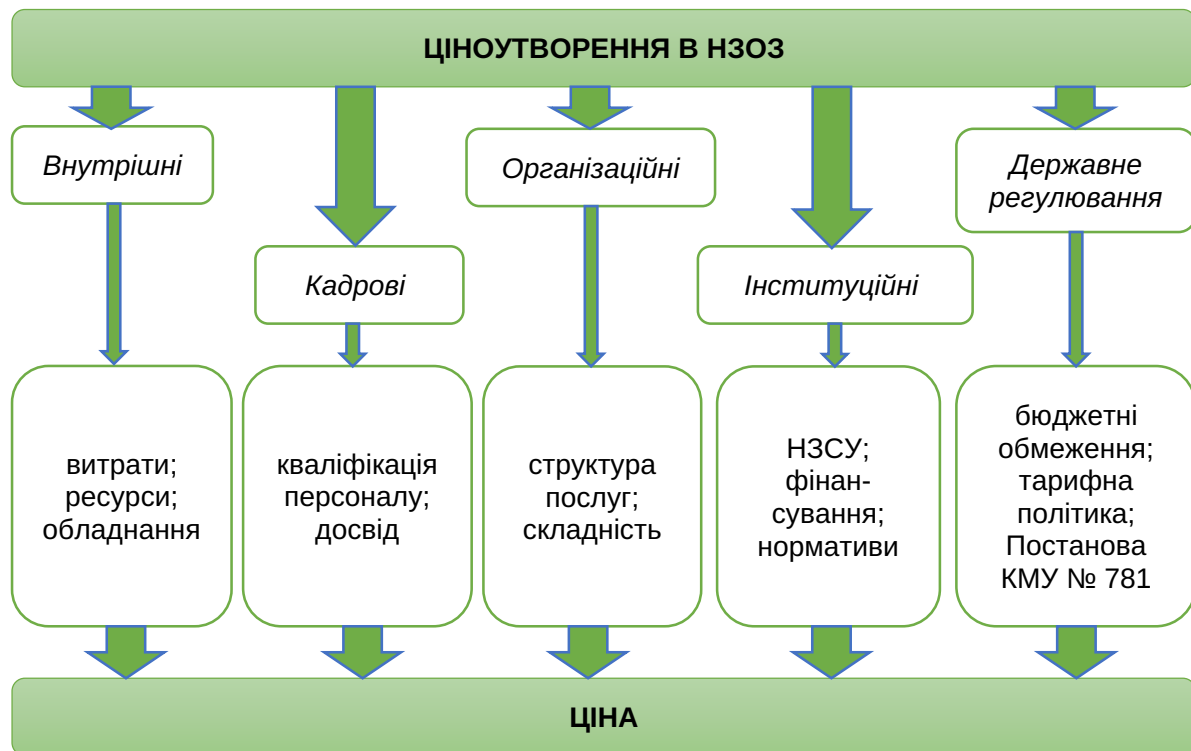 ЦІНОУТВОРЕННЯ В НЗОЗ
Внутрішні
Організаційні
Державне
регулювання
Кадрові
Інституційні
витрати;
ресурси;
обладнання
кваліфікація
персоналу;
досвід
структура
послуг;
складність
НЗСУ;
фінан-
сування;
нормативи
бюджетні
обмеження;
тарифна
політика;
Постанова
КМУ № 781
ЦІНА